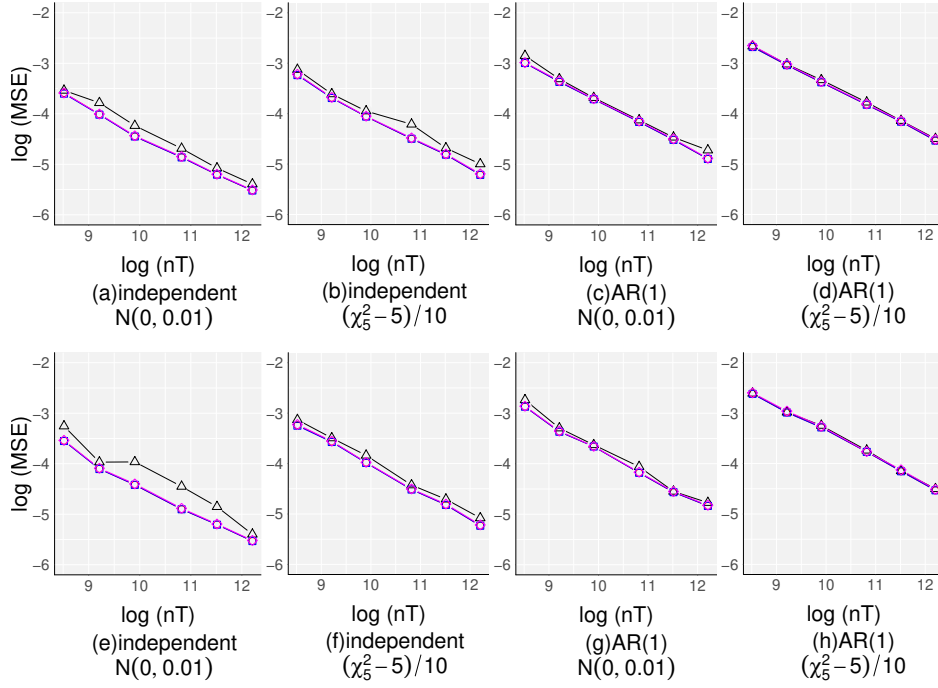 −2 −2 −2 −2
−3 −3 −3 −3
log (MSE)
−4 −4 −4 −4
−5 −5 −5 −5
−6 −6 −6 −6
9 10 11 12 9 10 11 12 9 10 11 12 9 10 11 12
log (nT) log (nT) log (nT) log (nT)
(a)independent (b)independent (c)AR(1) (d)AR(1)
N(0, 0.01) (χ₅²−5)/10 N(0, 0.01) (χ₅²−5)/10
−2 −2 −2 −2
−3 −3 −3 −3
log (MSE)
−4 −4 −4 −4
−5 −5 −5 −5
−6 −6 −6 −6
9 10 11 12 9 10 11 12 9 10 11 12 9 10 11 12
log (nT) log (nT) log (nT) log (nT)
(e)independent (f)independent (g)AR(1) (h)AR(1)
N(0, 0.01) (χ₅²−5)/10 N(0, 0.01) (χ₅²−5)/10